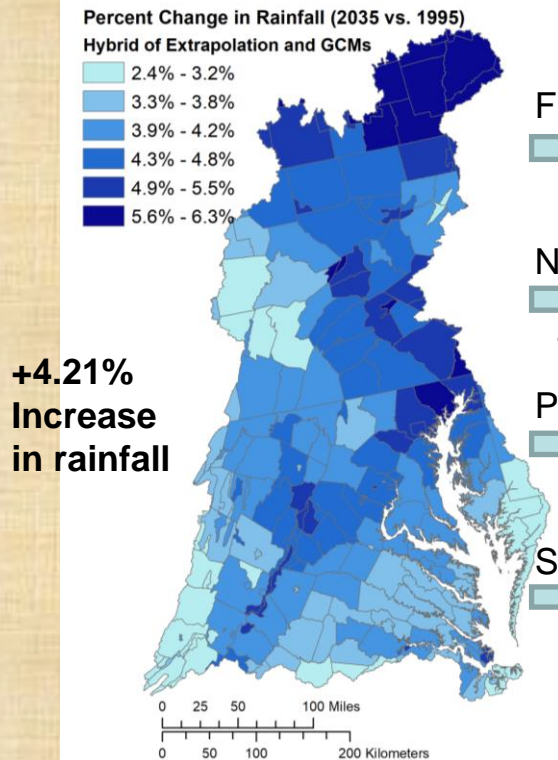 Percent Change in Rainfall (2035 vs. 1995)
Hybrid of Extrapolation and GCMs
2.4% - 3.2%
3.3% - 3.8%
3.9% - 4.2%
4.3% - 4.8%
4.9% - 5.5%
5.6% - 6.3%
F
N
+4.21%
Increase
in rainfall
P
S
0 25 50 100 Miles
0 50 100 200 Kilometers